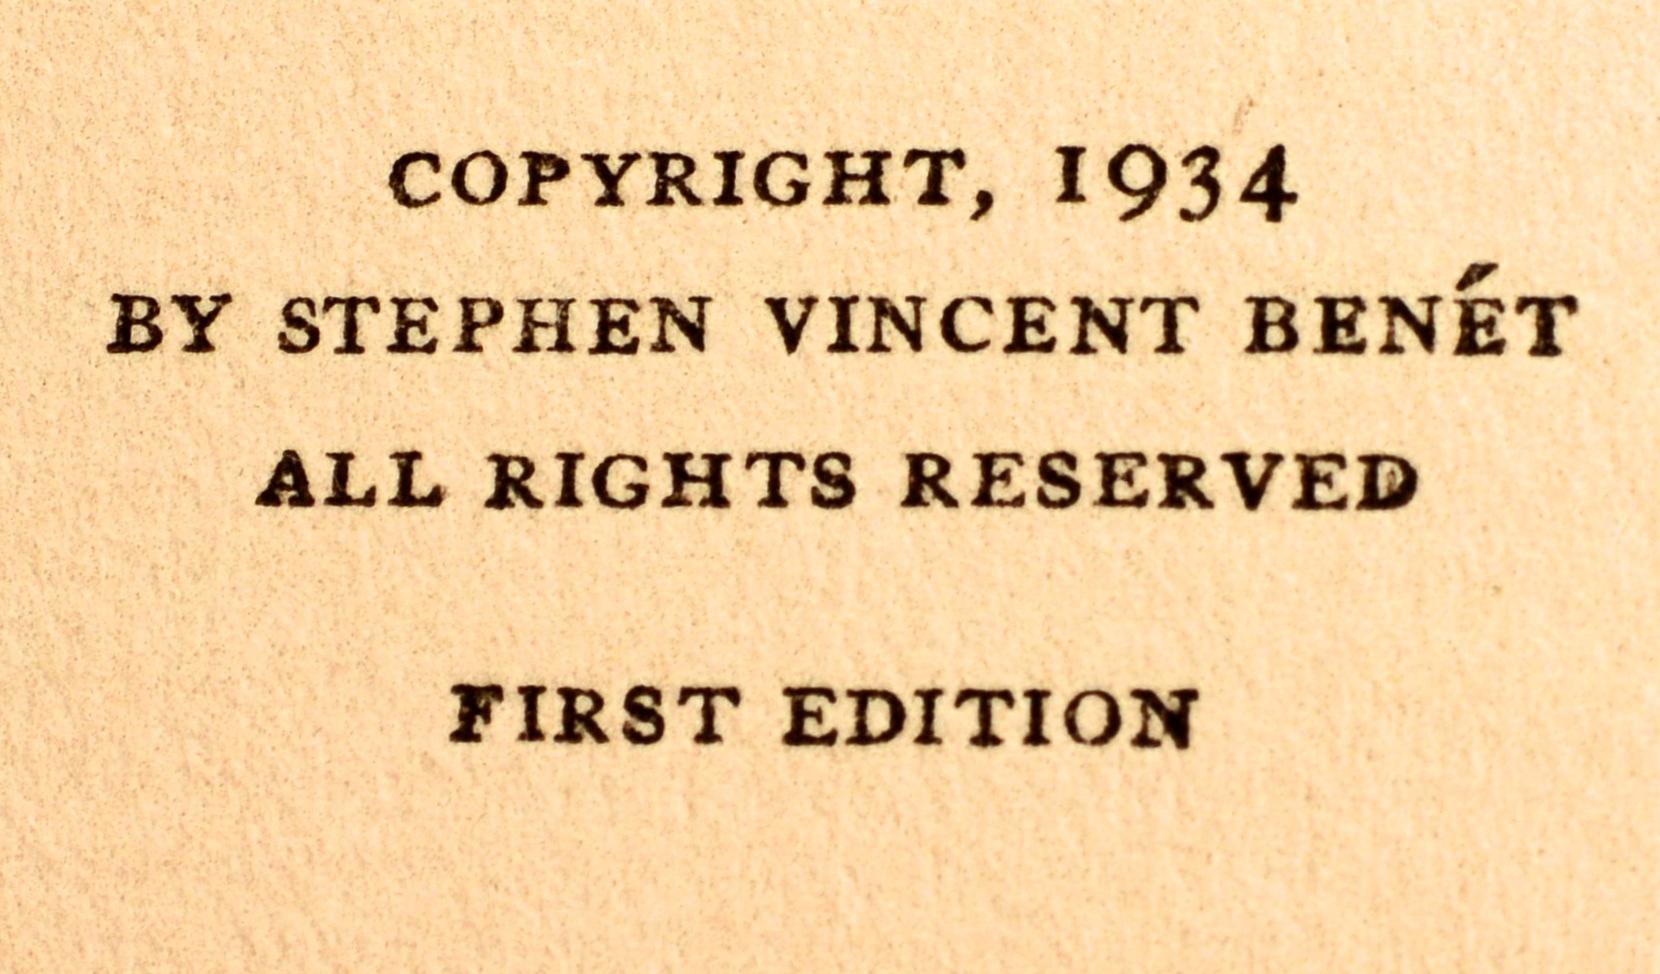 COPYRIGHT, 1934
BY STEPHEN VINCENT BENÉT
ALL RIGHTS RESERVED
FIRST EDITION